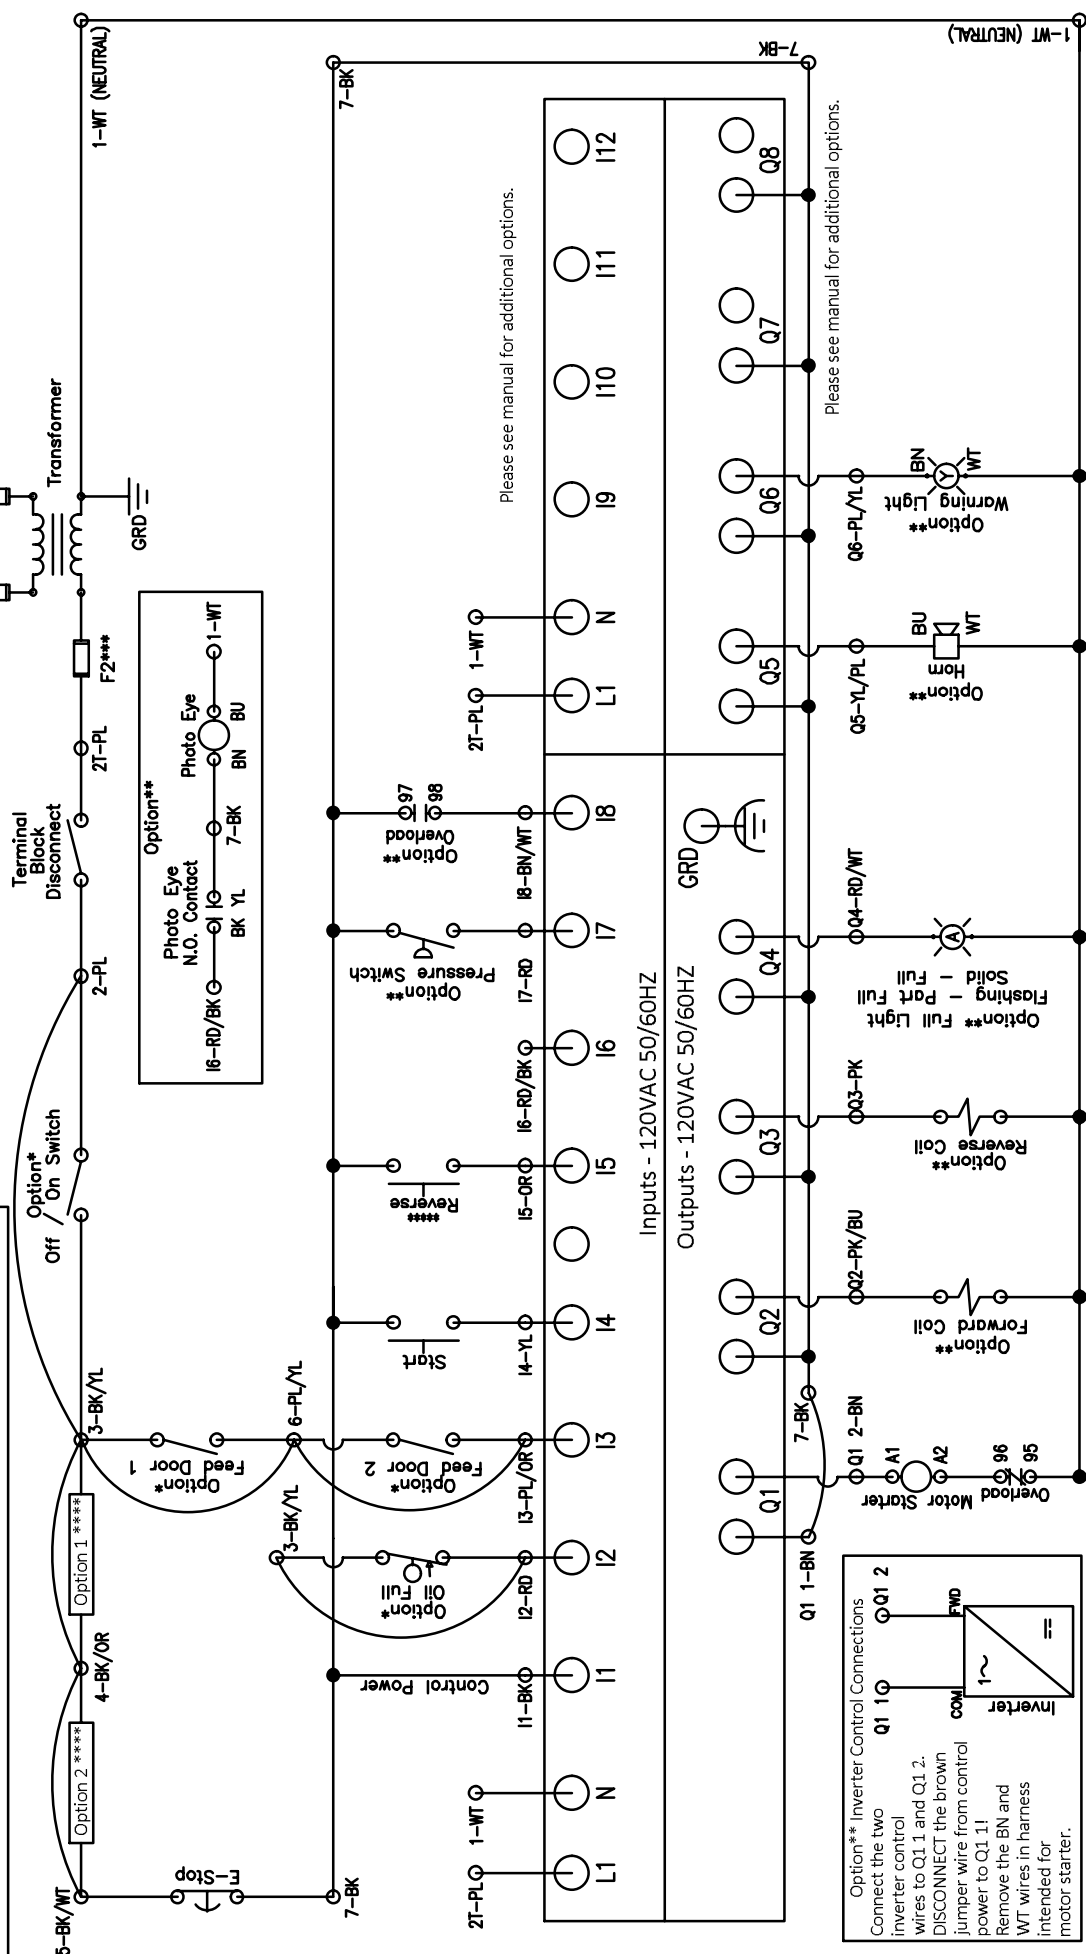 1-WT (NEUTRAL)
Transformer
GRD
F2***
2T-PL
Terminal
Block
Disconnect
2-PL
Option*
Off
On Switch
3-BK/YL
Option 1 ****
4-BK/OR
Option 2 ****
5-BK/WT
E-Stop
7-BK
Option**
Photo Eye
N.O. Contact
Photo Eye
I6-RD/BK
BK
YL
7-BK
BN
BU
1-WT
Feed Door 1
Option*
6-PL/YL
Feed Door 2
Option*
I3-PL/OR
3-BK/YL
Oil Full
Option*
I2-RD
Control Power
I1-BK
Start
I4-YL
Reverse
*****
I5-OR
I6-RD/BK
Pressure Switch
Option**
I7-RD
97
98
Overload
Option**
I8-BN/WT
7-BK
7-BK
2T-PL
1-WT
2T-PL
1-WT
Please see manual for additional options.
L1
N
I1
I2
I3
I4
I5
I6
I7
I8
L1
N
I9
I10
I11
I12
Inputs - 120VAC 50/60HZ
Outputs - 120VAC 50/60HZ
GRD
Q1
Q2
Q3
Q4
Q5
Q6
Q7
Q8
Please see manual for additional options.
Q1 1-BN
7-BK
Q1 2-BN
A1
Motor Starter
A2
96
Overload
95
Q2-PK/BU
Forward Coil
Option**
Q3-PK
Reverse Coil
Option**
Q4-RD/WT
A
Option** Full Light
Flashing - Part Full
Solid - Full
Q5-YL/PL
BU
Horn
WT
Option**
Q6-PL/YL
BN
Y
WT
Warning Light
Option**
1-WT (NEUTRAL)
Option** Inverter Control Connections
Connect the two
inverter control
wires to Q1 1 and Q1 2.
DISCONNECT the brown
jumper wire from control
power to Q1 1!
Remove the BN and
WT wires in harness
intended for
motor starter.
Q1 1
Q1 2
COM
FWD
1~
Inverter